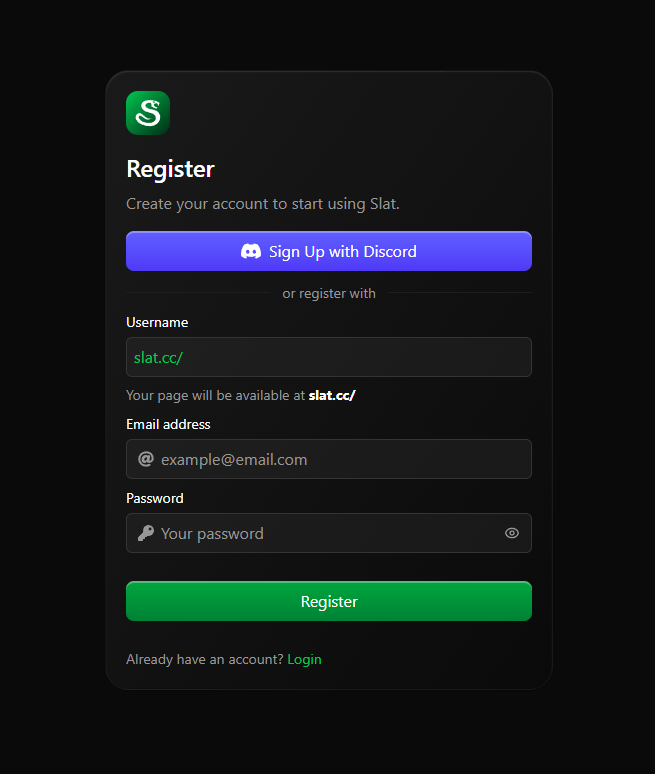 S
Register
Create your account to start using Slat.
Sign Up with Discord
or register with
Username
slat.cc/
Your page will be available at slat.cc/
Email address
@ example@email.com
Password
Your password
Register
Already have an account? Login